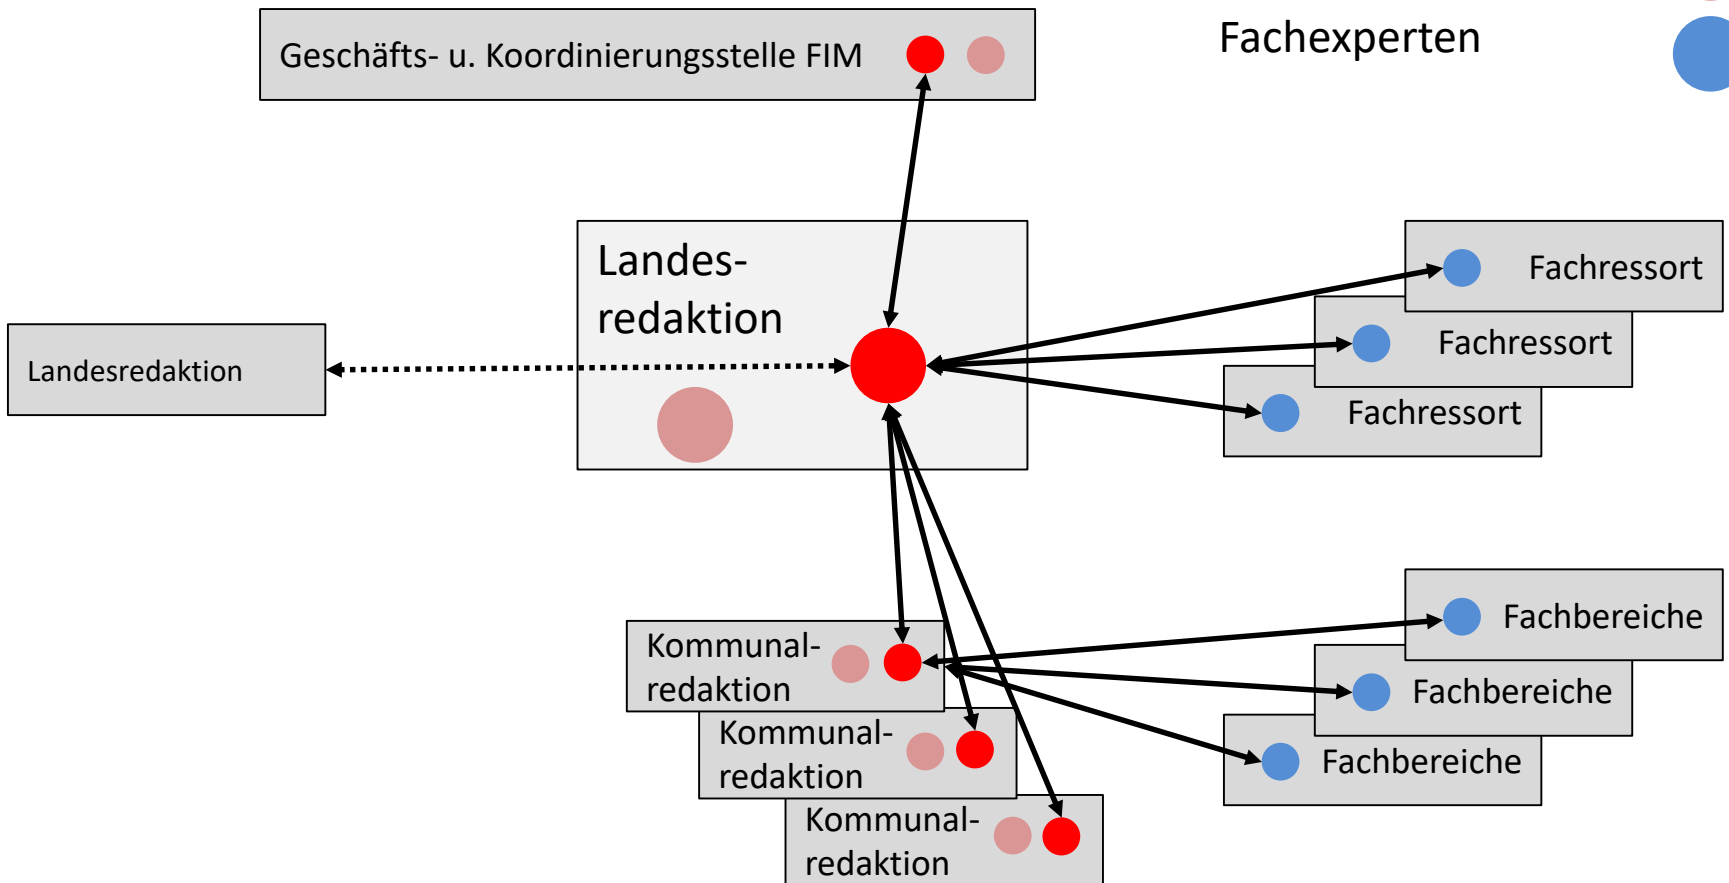 Geschäfts- u. Koordinierungsstelle FIM
Fachexperten
Landes-
redaktion
Landesredaktion
Fachressort
Fachressort
Fachressort
Kommunal-
redaktion
Kommunal-
redaktion
Kommunal-
redaktion
Fachbereiche
Fachbereiche
Fachbereiche